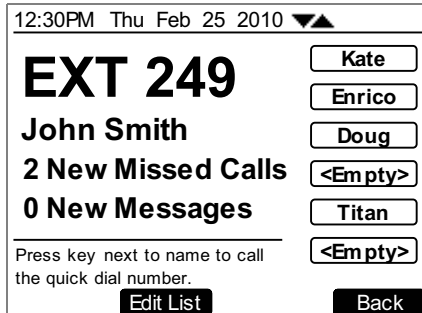 12:30PM Thu Feb 25 2010
EXT 249
John Smith
2 New Missed Calls
0 New Messages
Press key next to name to call
the quick dial number.
Kate
Enrico
Doug
<Empty>
Titan
<Empty>
Edit List
Back